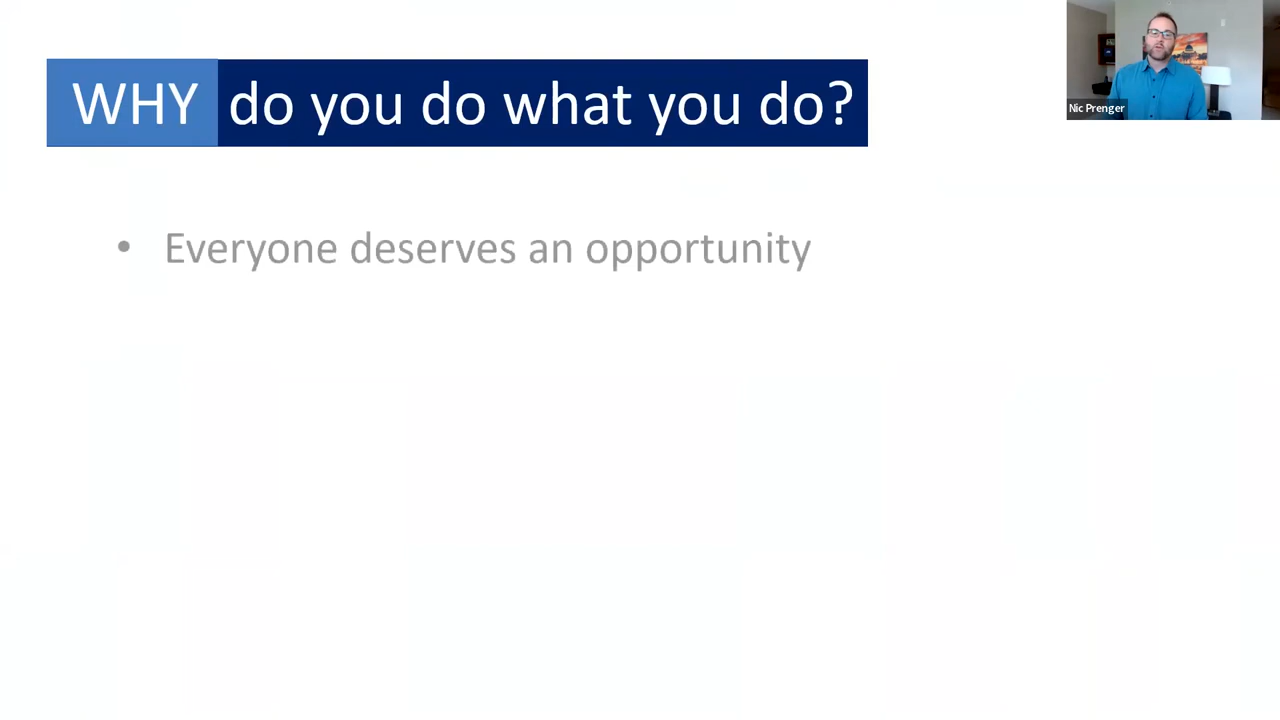 WHY do you do what you do?
Nic Prenger
• Everyone deserves an opportunity